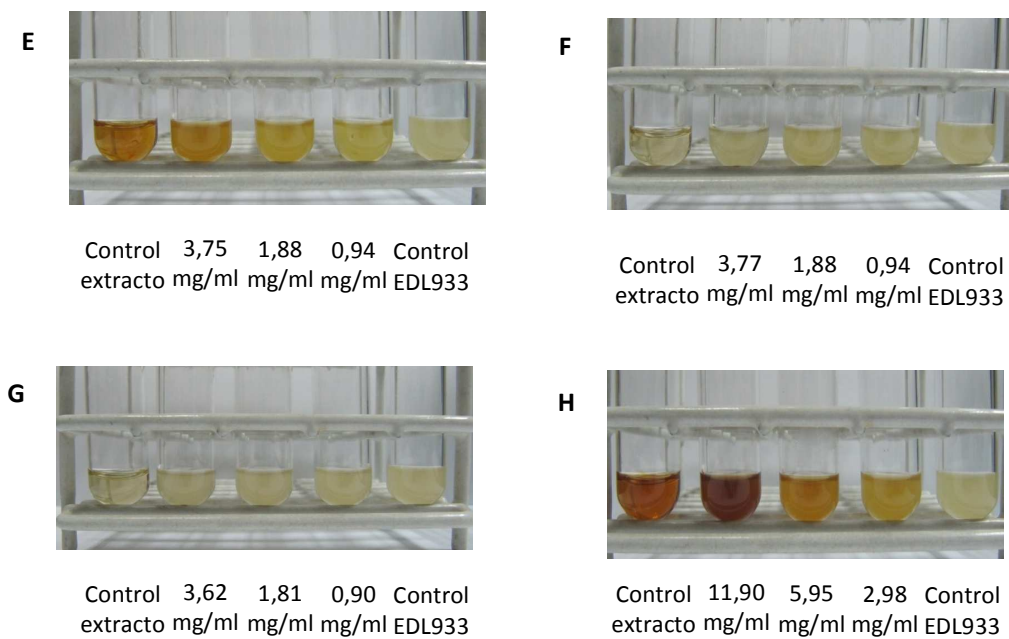 E
F
Control 3,75 1,88 0,94 Control
extracto mg/ml mg/ml mg/ml EDL933
Control 3,77 1,88 0,94 Control
extracto mg/ml mg/ml mg/ml EDL933
G
H
Control 3,62 1,81 0,90 Control
extracto mg/ml mg/ml mg/ml EDL933
Control 11,90 5,95 2,98 Control
extracto mg/ml mg/ml mg/ml EDL933